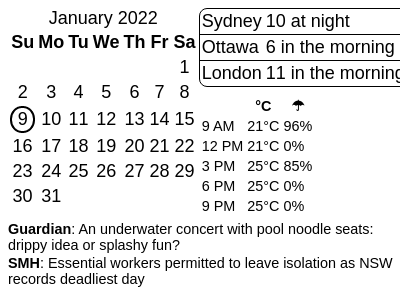 January 2022
Su Mo Tu We Th Fr Sa
1
2 3 4 5 6 7 8
9 10 11 12 13 14 15
16 17 18 19 20 21 22
23 24 25 26 27 28 29
30 31
Sydney 10 at night
Ottawa 6 in the morning
London 11 in the morning
°C ☂
9 AM 21°C 96%
12 PM 21°C 0%
3 PM 25°C 85%
6 PM 25°C 0%
9 PM 25°C 0%
Guardian: An underwater concert with pool noodle seats:
drippy idea or splashy fun?
SMH: Essential workers permitted to leave isolation as NSW
records deadliest day